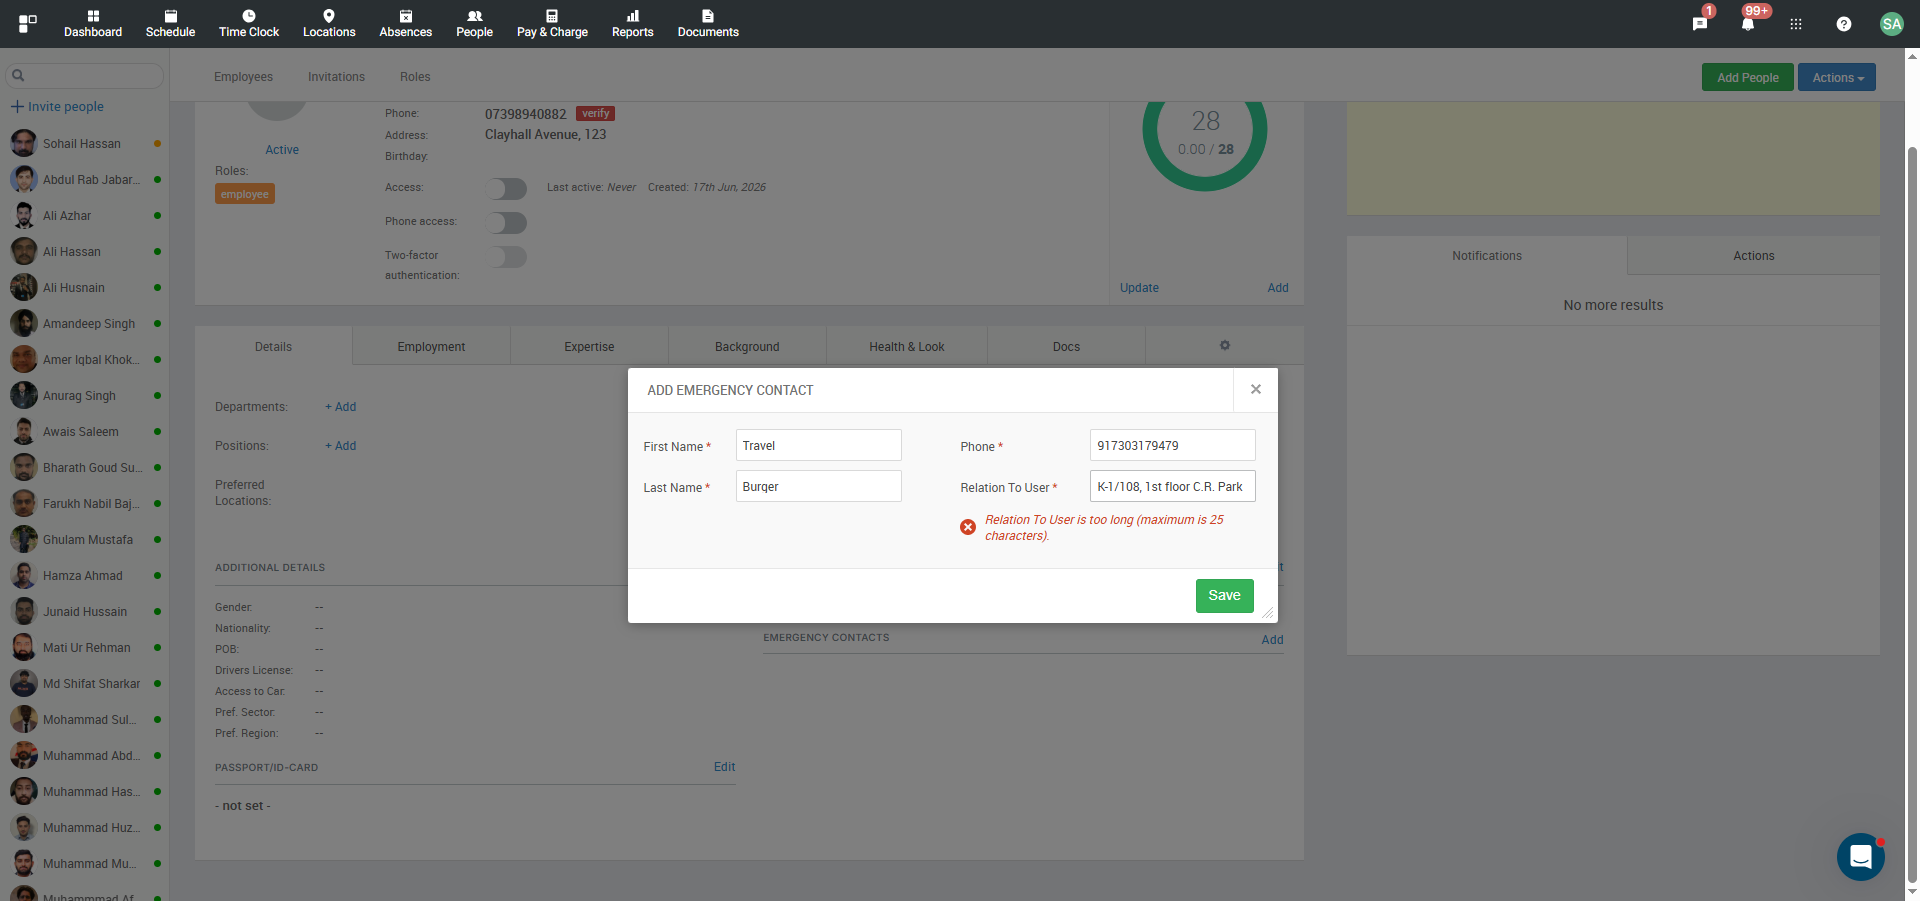 Dashboard
Schedule
Time Clock
Locations
Absences
People
Pay & Charge
Reports
Documents
1
99+
SA
Invite people
Sohail Hassan
Abdul Rab Jabar...
Ali Azhar
Ali Hassan
Ali Husnain
Amandeep Singh
Amer Iqbal Khok...
Anurag Singh
Awais Saleem
Bharath Goud Su...
Farukh Nabil Baj...
Ghulam Mustafa
Hamza Ahmad
Junaid Hussain
Mati Ur Rehman
Md Shifat Sharkar
Mohammad Sul...
Muhammad Abd...
Muhammad Has...
Muhammad Huz...
Muhammad Mu...
Employees
Invitations
Roles
Add People
Actions
Active
Roles:
employee
Phone: 07398940882 verify
Address: Clayhall Avenue, 123
Birthday:
Access: Last active: Never Created: 17th Jun, 2026
Phone access:
Two-factor
authentication:
28
0.00 / 28
Update
Add
Notifications
Actions
No more results
Details
Employment
Expertise
Background
Health & Look
Docs
Departments: + Add
Positions: + Add
Preferred
Locations:
ADD EMERGENCY CONTACT
First Name * Travel
Phone * 917303179479
Last Name * Burger
Relation To User * K-1/108, 1st floor C.R. Park
Relation To User is too long (maximum is 25
characters).
Save
ADDITIONAL DETAILS
Gender: --
Nationality: --
POB: --
Drivers License: --
Access to Car: --
Pref. Sector: --
Pref. Region: --
EMERGENCY CONTACTS
Add
PASSPORT/ID-CARD
Edit
- not set -